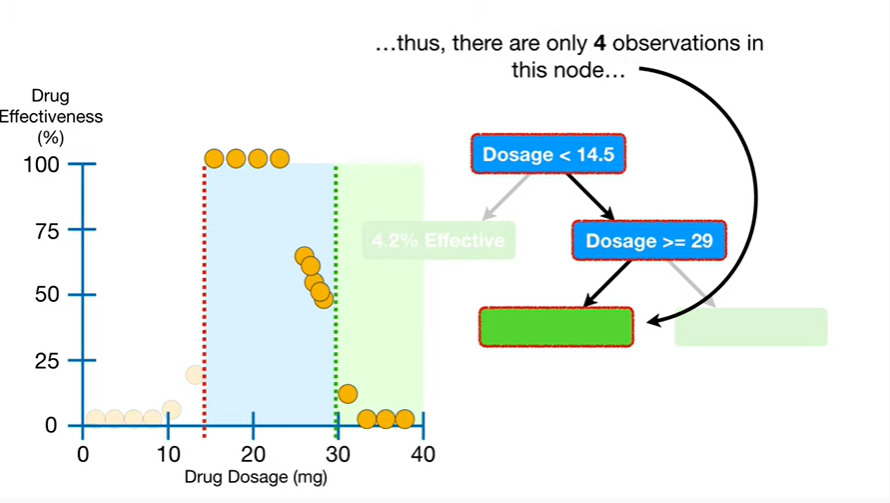 …thus, there are only 4 observations in
this node…
Drug
Effectiveness
(%)
100
75
50
25
0
0 10 20 30 40
Drug Dosage (mg)
Dosage < 14.5
4.2% Effective
Dosage >= 29